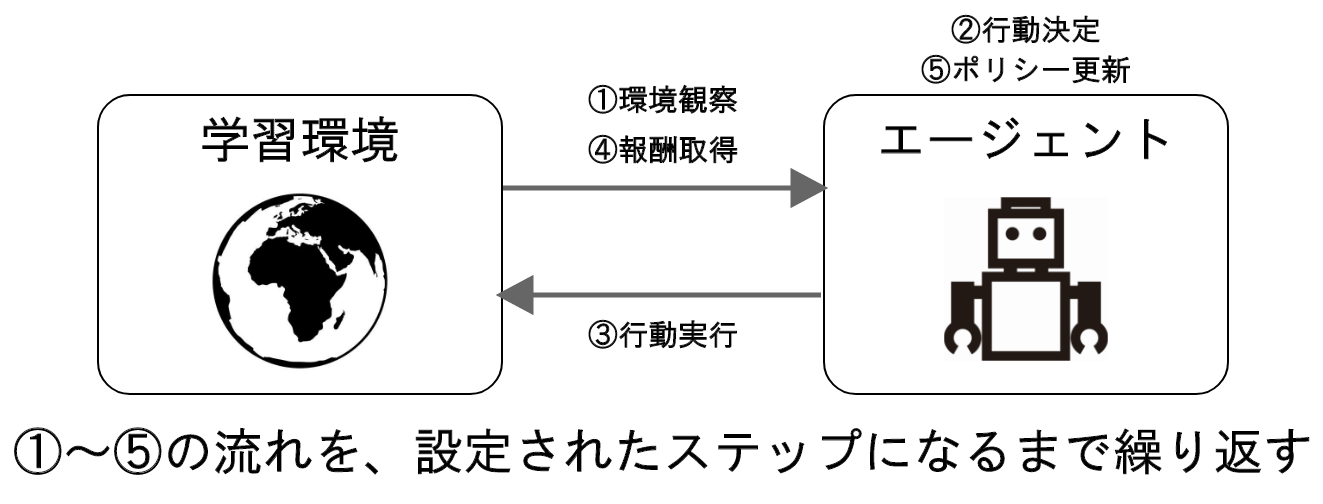 ②行動決定
⑤ポリシー更新
①環境観察
④報酬取得
学習環境
エージェント
③行動実行
①～⑤の流れを、設定されたステップになるまで繰り返す